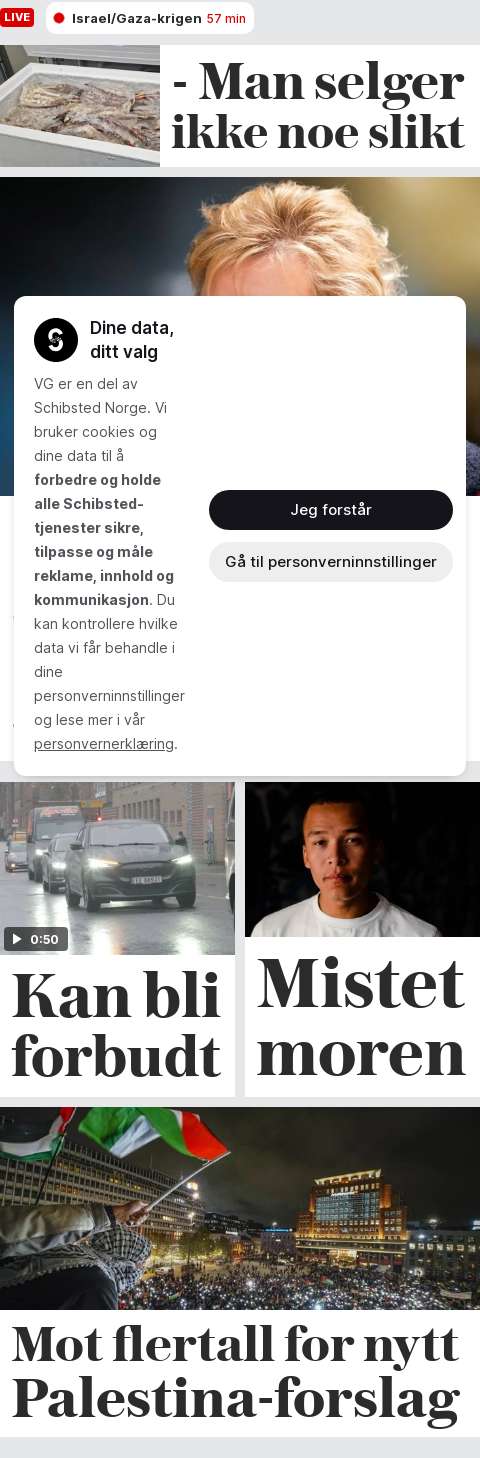 LIVE
Israel/Gaza-krigen 57 min
- Man selger
ikke noe slikt
Dine data,
ditt valg
VG er en del av
Schibsted Norge. Vi
bruker cookies og
dine data til å
forbedre og holde
alle Schibsted-
tjenester sikre,
tilpasse og måle
reklame, innhold og
kommunikasjon. Du
kan kontrollere hvilke
data vi får behandle i
dine
personverninnstillinger
og lese mer i vår
personvernerklæring.
Jeg forstår
Gå til personverninnstillinger
0:50
Kan bli
forbudt
Mistet
moren
Mot flertall for nytt
Palestina-forslag